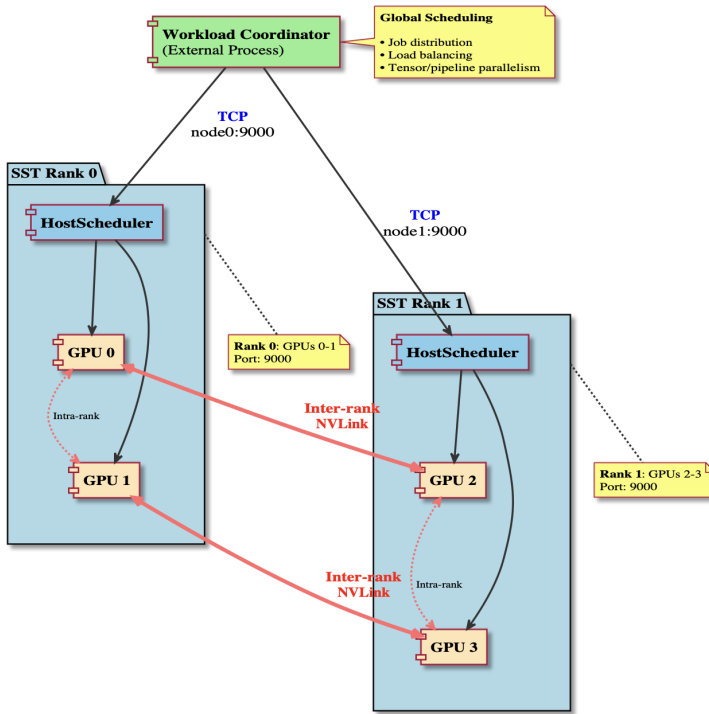 Workload Coordinator
(External Process)
Global Scheduling
• Job distribution
• Load balancing
• Tensor/pipeline parallelism
TCP
node0:9000
SST Rank 0
HostScheduler
TCP
node1:9000
SST Rank 1
Rank 0: GPUs 0-1
Port: 9000
HostScheduler
GPU 0
Intra-rank
Inter-rank
NVLink
GPU 1
GPU 2
Rank 1: GPUs 2-3
Port: 9000
Inter-rank
NVLink
Intra-rank
GPU 3